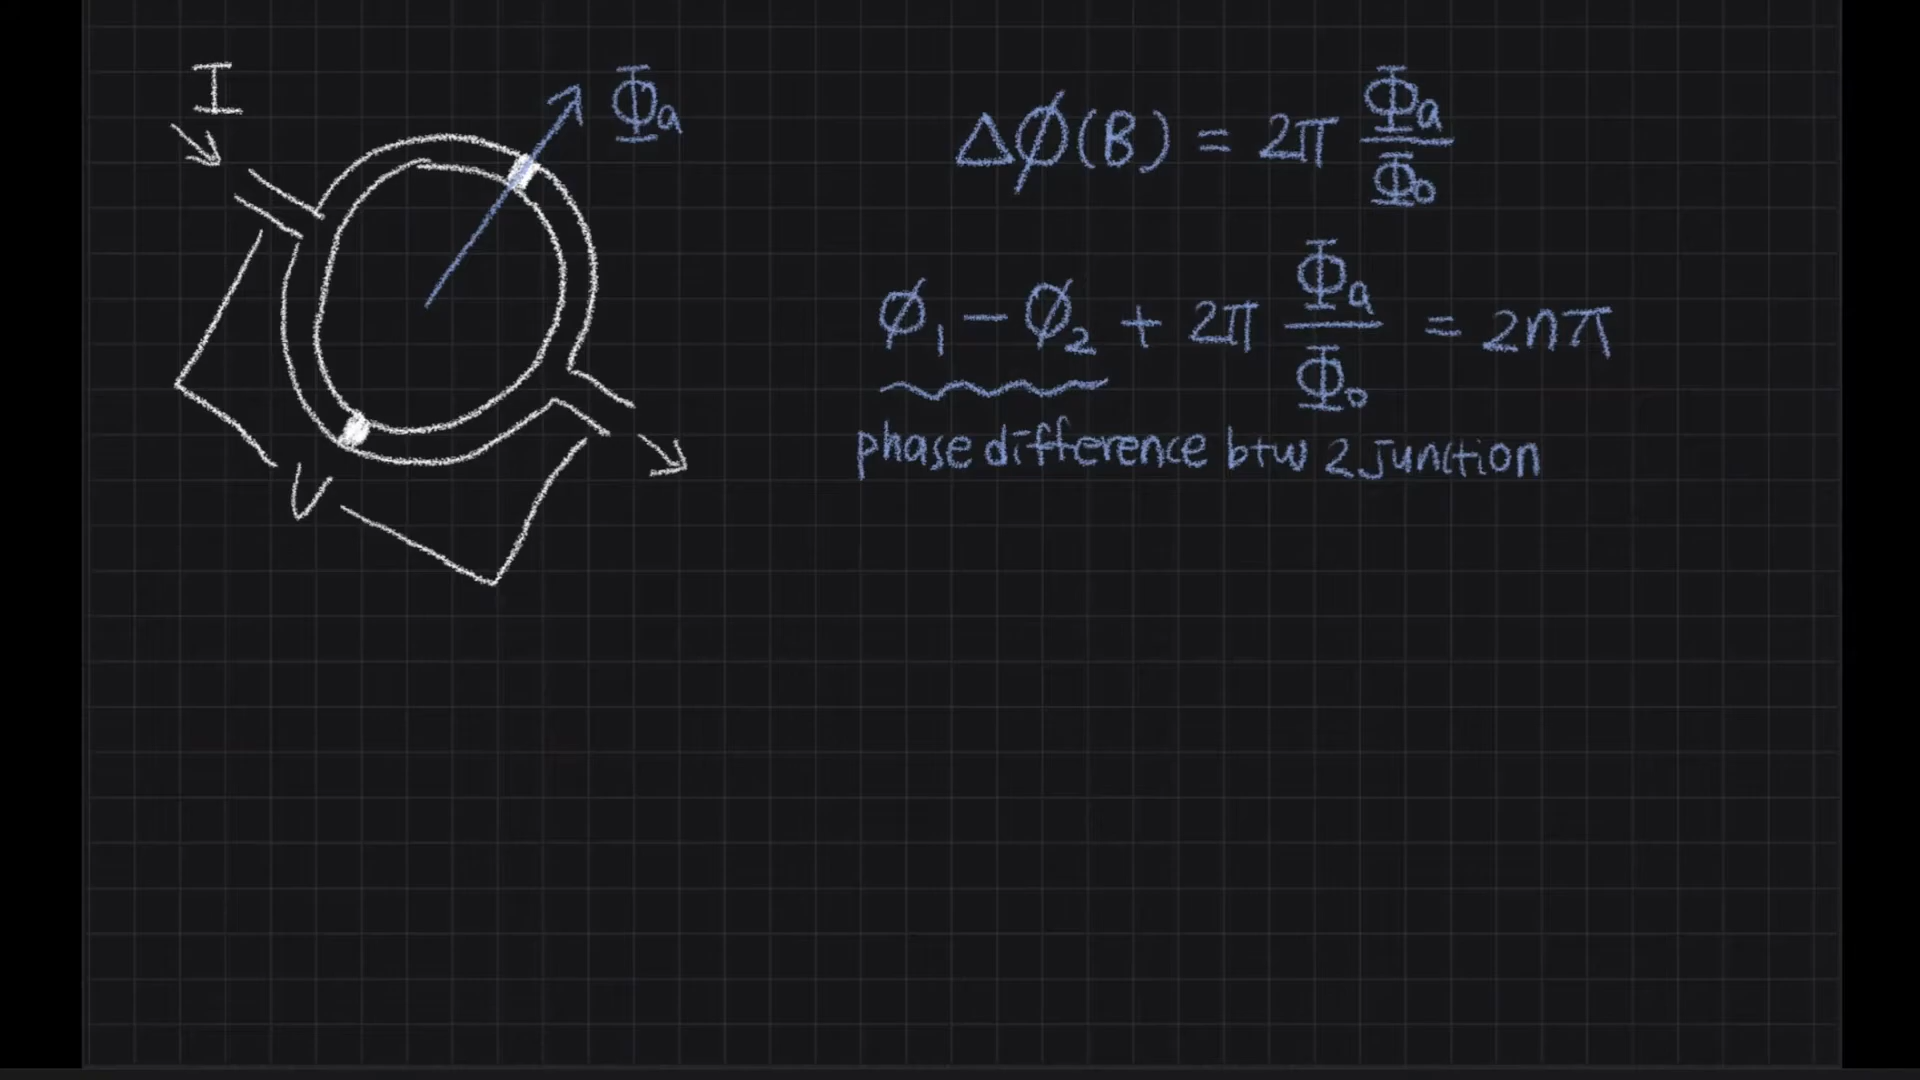 I
Φa
V
Δϕ(B) = 2π Φa/Φ0
ϕ1 − ϕ2 + 2π Φa/Φ0 = 2nπ
phase difference btw 2 junction